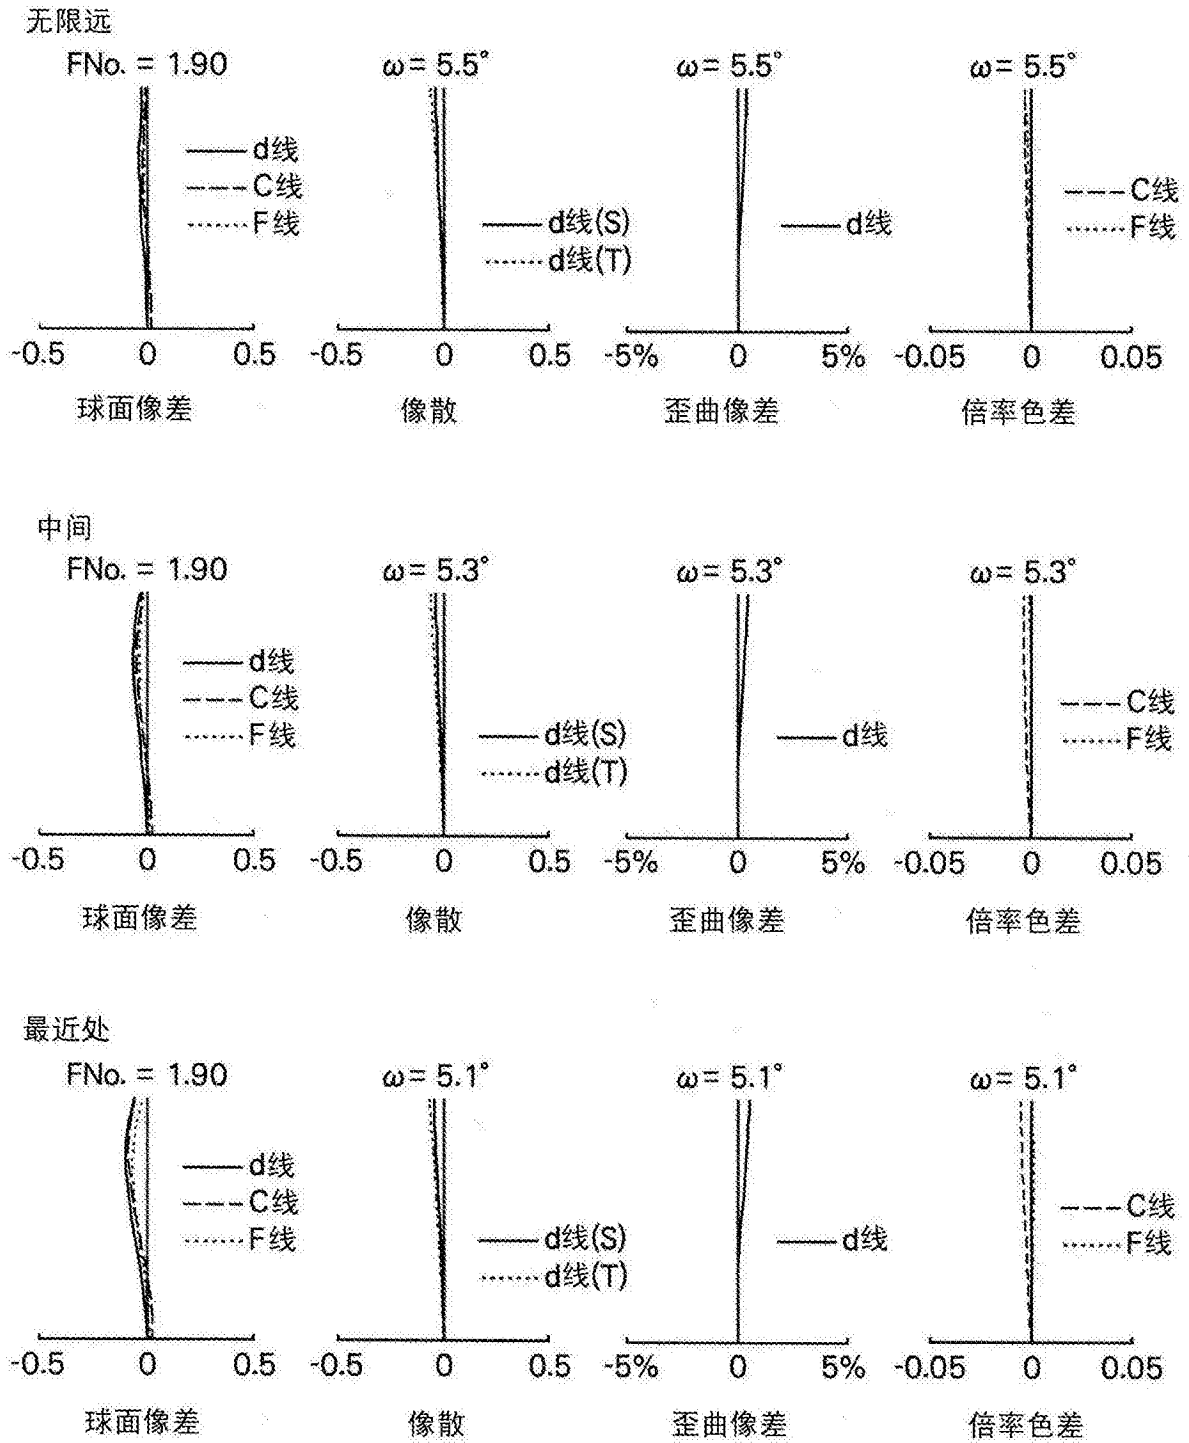 无限远
FNo. = 1.90
ω= 5.5°
ω= 5.5°
ω= 5.5°
d线
C线
F线
d线(S)
d线(T)
d线
C线
F线
-0.5 0 0.5
-0.5 0 0.5
-5% 0 5%
-0.05 0 0.05
球面像差
像散
歪曲像差
倍率色差
中间
FNo. = 1.90
ω= 5.3°
ω= 5.3°
ω= 5.3°
d线
C线
F线
d线(S)
d线(T)
d线
C线
F线
-0.5 0 0.5
-0.5 0 0.5
-5% 0 5%
-0.05 0 0.05
球面像差
像散
歪曲像差
倍率色差
最近处
FNo. = 1.90
ω= 5.1°
ω= 5.1°
ω= 5.1°
d线
C线
F线
d线(S)
d线(T)
d线
C线
F线
-0.5 0 0.5
-0.5 0 0.5
-5% 0 5%
-0.05 0 0.05
球面像差
像散
歪曲像差
倍率色差